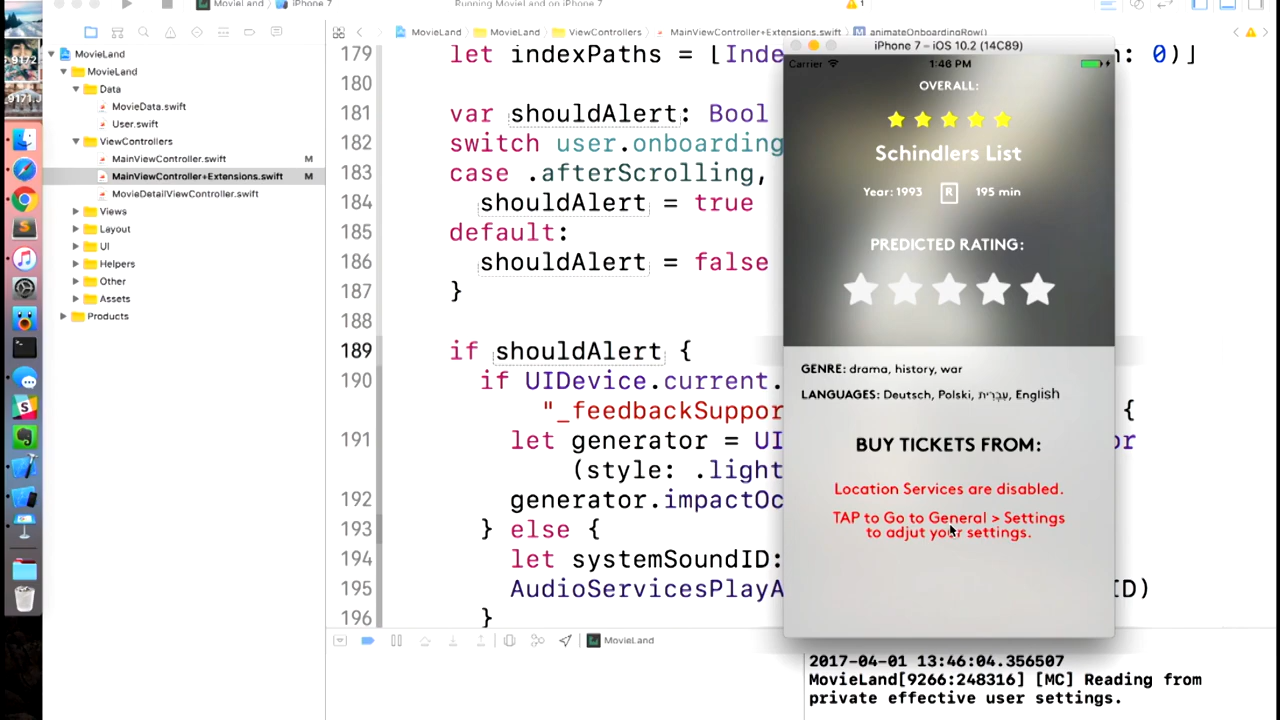 MovieLand
iPhone 7
Running MovieLand on iPhone 7
1
MovieLand
MovieLand
ViewControllers
MainViewController+Extensions.swift
M
animateOnboardingRow()
9172
9171.J
MovieLand
MovieLand
Data
MovieData.swift
User.swift
ViewControllers
MainViewController.swift M
MainViewController+Extensions.swift M
MovieDetailViewController.swift
Views
Layout
UI
Helpers
Other
Assets
Products
179 let indexPaths = [Inde
n: 0)]
180
181 var shouldAlert: Bool
182 switch user.onboarding
183 case .afterScrolling,
184 shouldAlert = true
185 default:
186 shouldAlert = false
187 }
188
189 if shouldAlert {
190 if UIDevice.current.
"_feedbackSuppor
{
191 let generator = UI
or
(style: .light
192 generator.impactOc
193 } else {
194 let systemSoundID:
195 AudioServicesPlayA
ID)
196 }
iPhone 7 – iOS 10.2 (14C89)
Carrier 1:46 PM
OVERALL:
Schindlers List
Year: 1993 R 195 min
PREDICTED RATING:
GENRE: drama, history, war
LANGUAGES: Deutsch, Polski, עִבְרִית, English
BUY TICKETS FROM:
Location Services are disabled.
TAP to Go to General > Settings
to adjut your settings.
MovieLand
2017-04-01 13:46:04.356507
MovieLand[9266:248316] [MC] Reading from
private effective user settings.